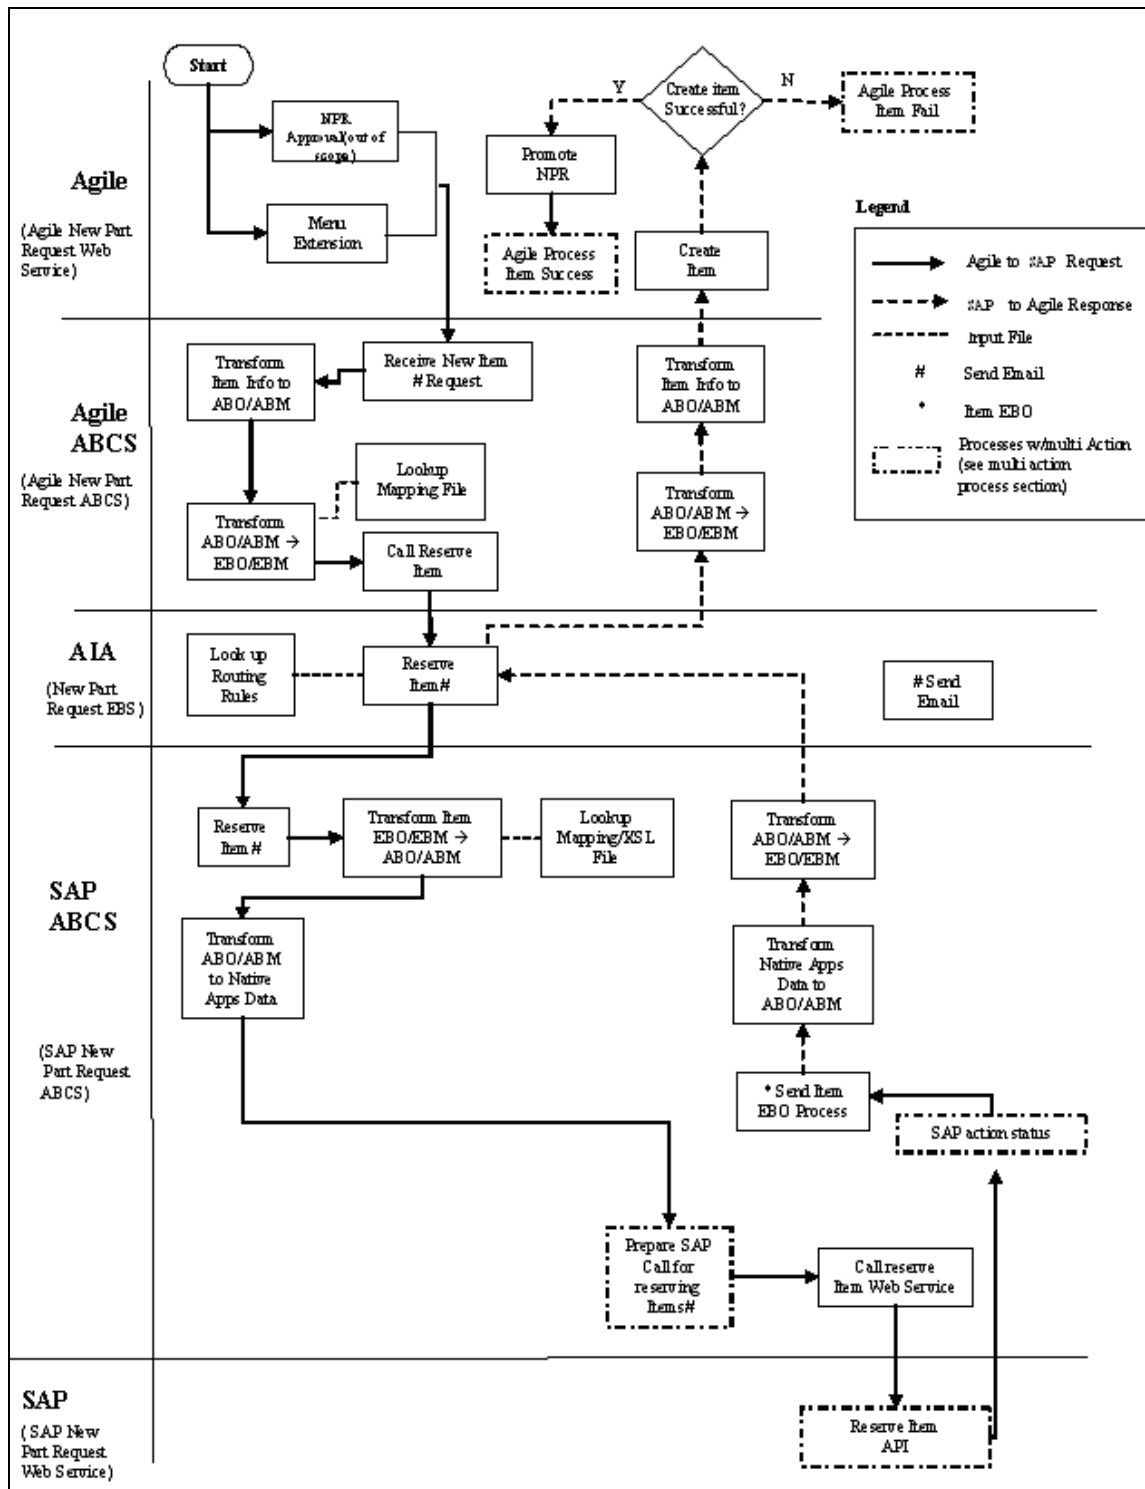 Start
NPR
Approval(out of
scope)
Menu
Extension
Agile
(Agile New Part
Request Web
Service)
Create item
Successful?
Y
N
Agile Process
Item Fail
Promote
NPR
Agile Process
Item Success
Create
Item
Legend
Agile to SAP Request
SAP to Agile Response
Input File
# Send Email
* Item EBO
Processes w/multi Action
(see multi action
process section)
Agile
ABCS
(Agile New Part
Request ABCS)
Receive New Item
# Request
Transform
Item Info to
ABO/ABM
Lookup
Mapping File
Transform
ABO/ABM →
EBO/EBM
Call Reserve
Item
Transform
Item Info to
ABO/ABM
Transform
ABO/ABM →
EBO/EBM
AIA
(New Part
Request EBS)
Look up
Routing
Rules
Reserve
Item#
# Send
Email
SAP
ABCS
(SAP New
Part Request
ABCS)
Reserve
Item #
Transform Item
EBO/EBM →
ABO/ABM
Lookup
Mapping/XSL
File
Transform
ABO/ABM
to Native
Apps Data
Transform
ABO/ABM →
EBO/EBM
Transform
Native Apps
Data to
ABO/ABM
* Send Item
EBO Process
SAP action status
Prepare SAP
Call for
reserving
Items#
Call reserve
Item Web Service
SAP
(SAP New
Part Request
Web Service)
Reserve Item
API